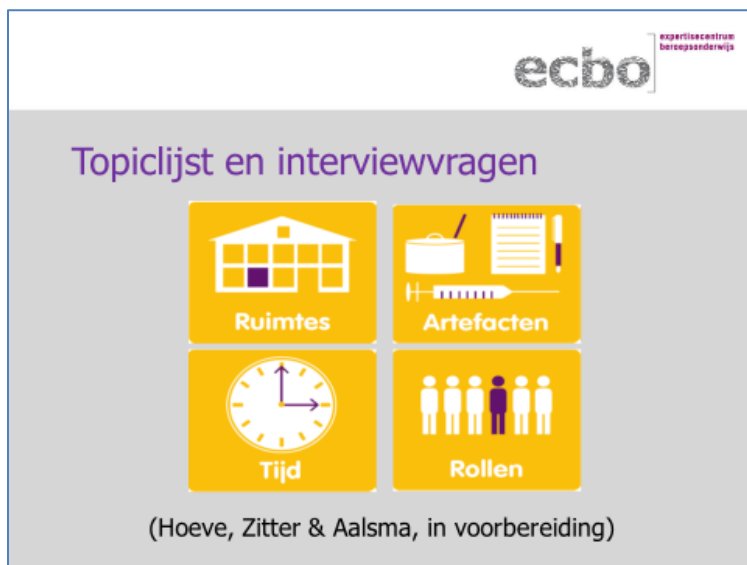 expertisecentrum
beroepsonderwijs
ecbo
Topiclijst en interviewvragen
Ruimtes
Artefacten
Tijd
Rollen
(Hoeve, Zitter & Aalsma, in voorbereiding)